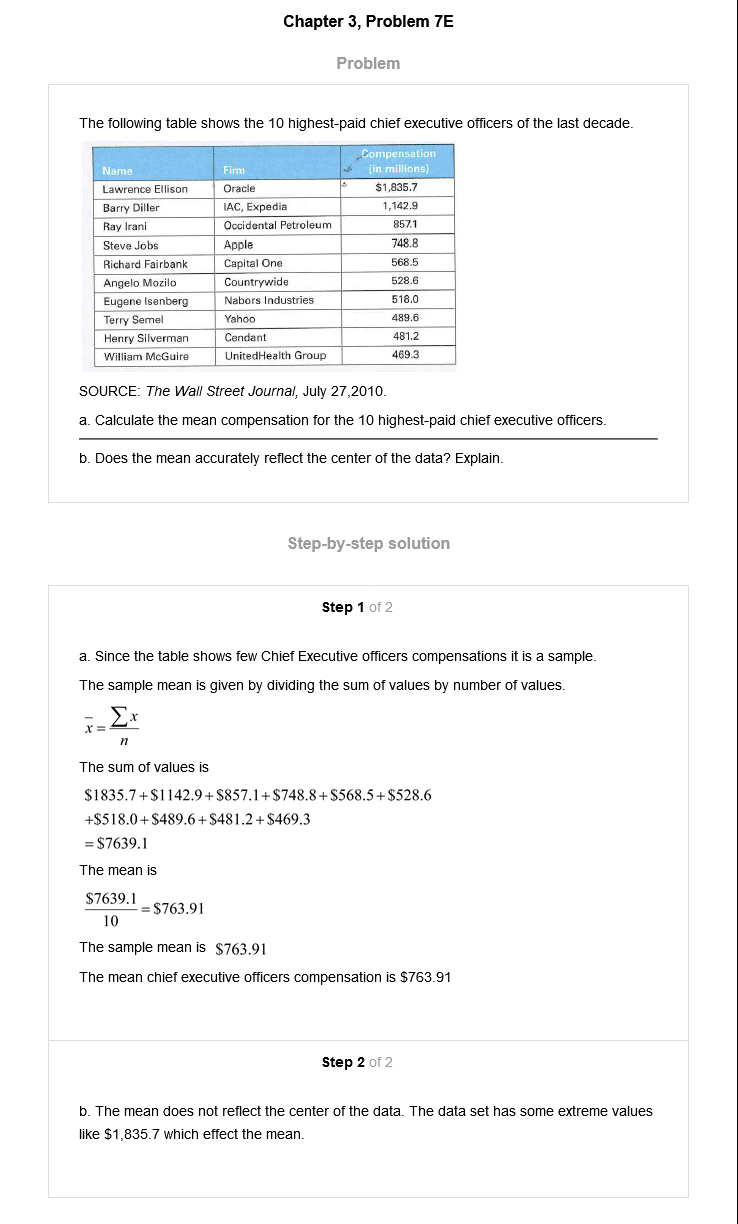 Chapter 3, Problem 7E
Problem
The following table shows the 10 highest-paid chief executive officers of the last decade.
Name Firm Compensation (in millions)
Lawrence Ellison Oracle $1,835.7
Barry Diller IAC, Expedia 1,142.9
Ray Irani Occidental Petroleum 857.1
Steve Jobs Apple 748.8
Richard Fairbank Capital One 568.5
Angelo Mozilo Countrywide 528.6
Eugene Isenberg Nabors Industries 518.0
Terry Semel Yahoo 489.6
Henry Silverman Cendant 481.2
William McGuire UnitedHealth Group 469.3
SOURCE: The Wall Street Journal, July 27,2010.
a. Calculate the mean compensation for the 10 highest-paid chief executive officers.
b. Does the mean accurately reflect the center of the data? Explain.
Step-by-step solution
Step 1 of 2
a. Since the table shows few Chief Executive officers compensations it is a sample.
The sample mean is given by dividing the sum of values by number of values.
x̄ = ∑x / n
The sum of values is
$1835.7+$1142.9+$857.1+$748.8+$568.5+$528.6
+$518.0+$489.6+$481.2+$469.3
= $7639.1
The mean is
$7639.1 / 10 = $763.91
The sample mean is $763.91
The mean chief executive officers compensation is $763.91
Step 2 of 2
b. The mean does not reflect the center of the data. The data set has some extreme values
like $1,835.7 which effect the mean.